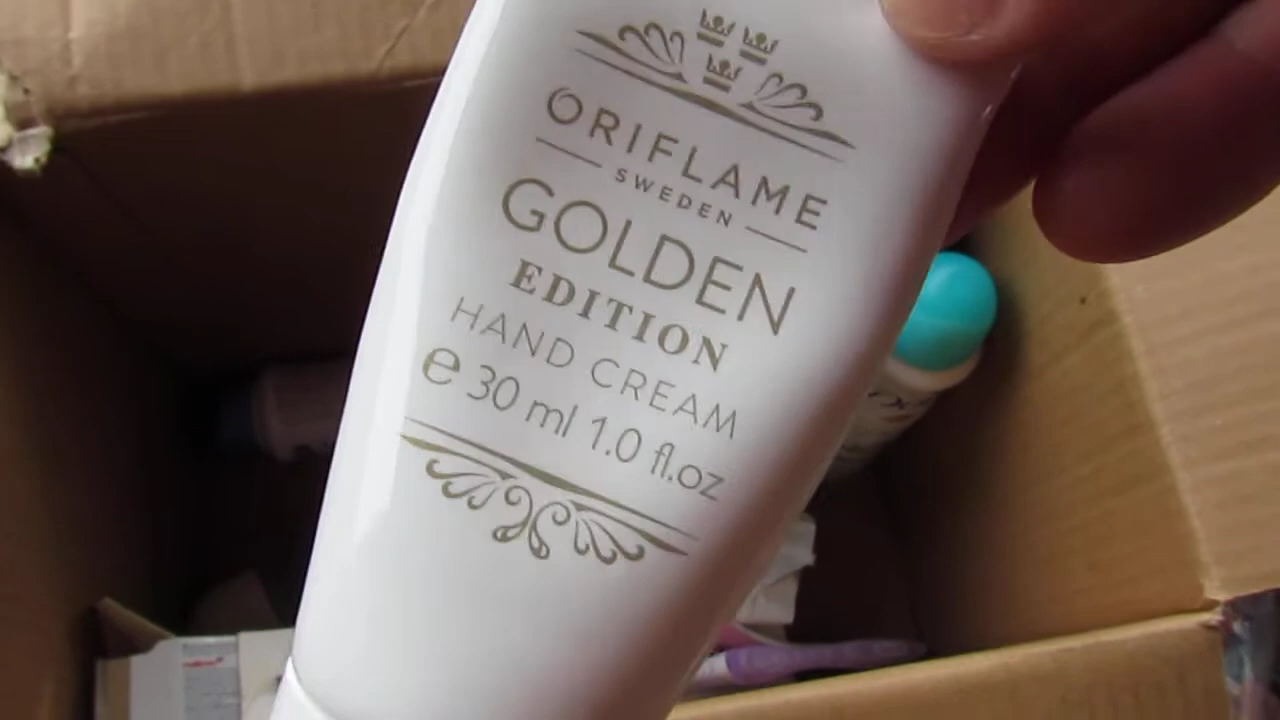 ORIFLAME
SWEDEN
GOLDEN
EDITION
HAND CREAM
℮ 30 ml 1.0 fl.oz